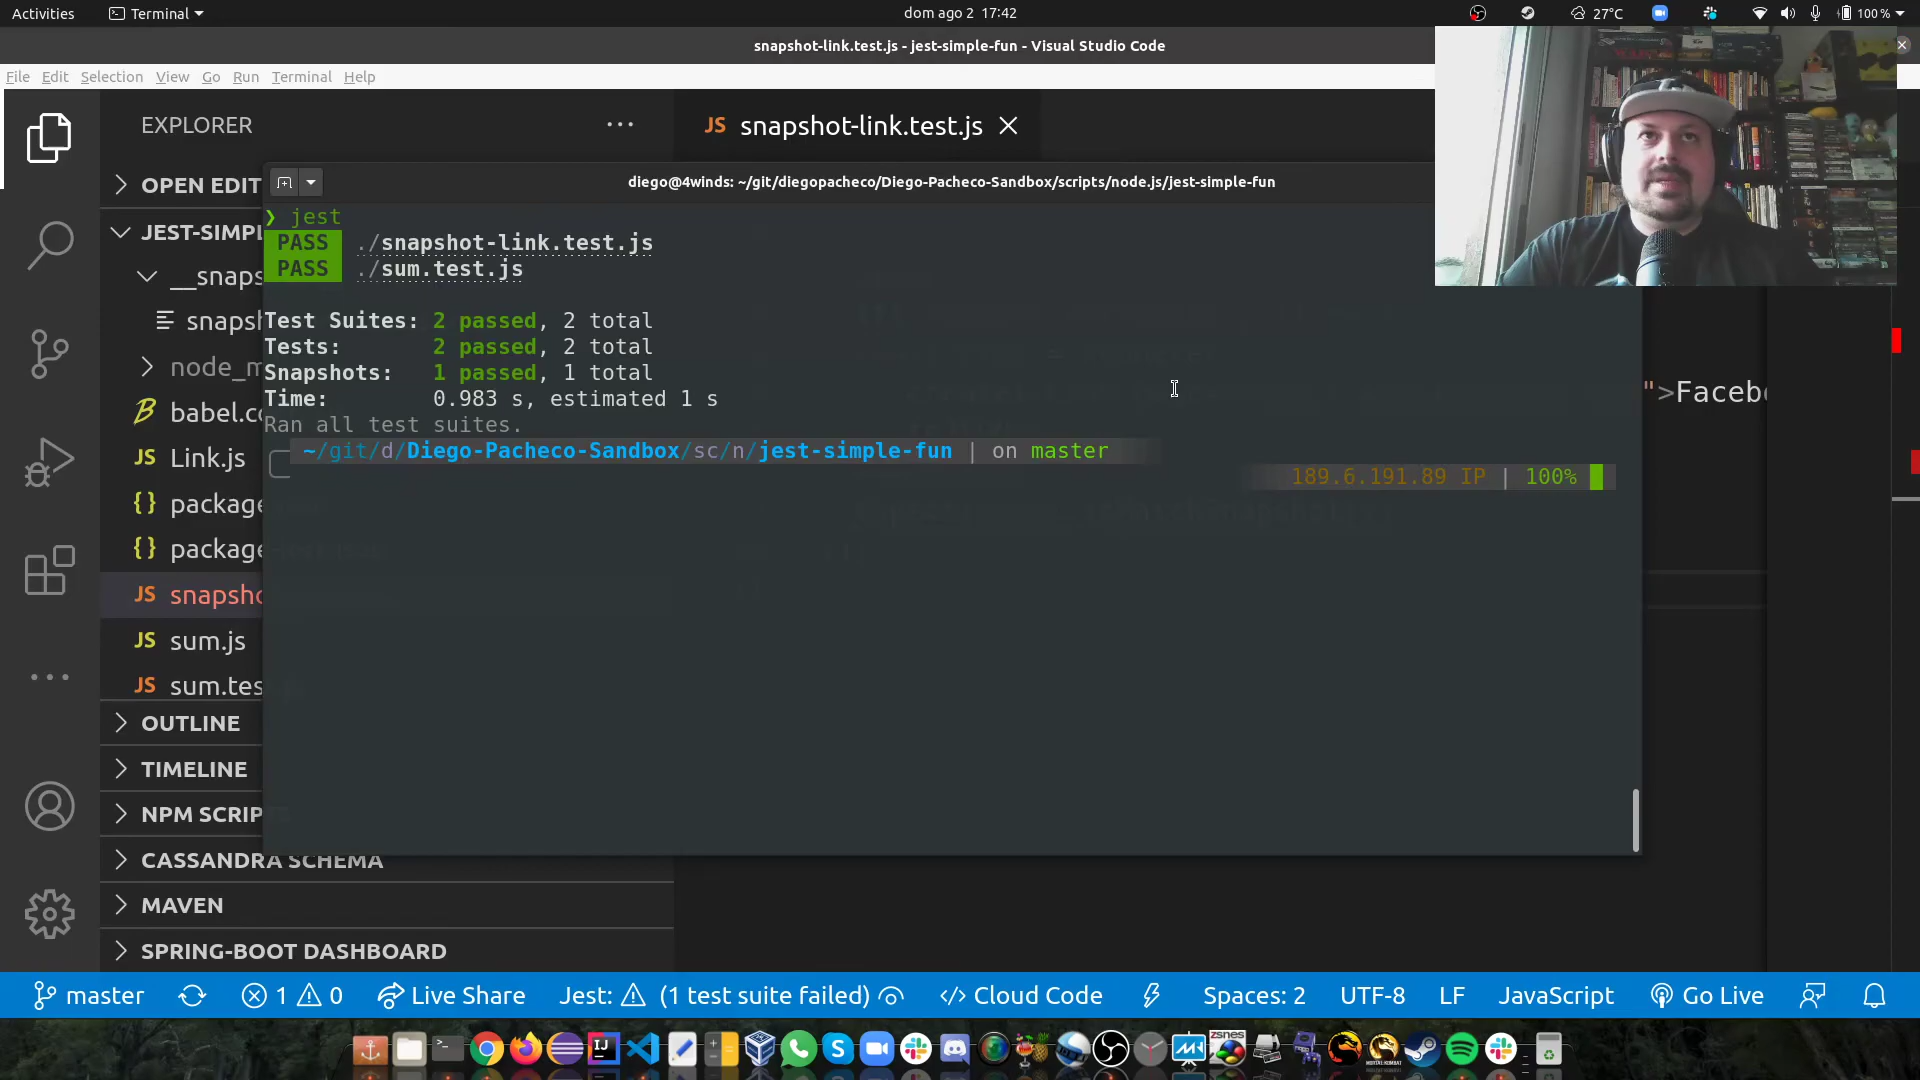 Activities
Terminal
dom ago 2 17:42
27°C
100 %
snapshot-link.test.js - jest-simple-fun - Visual Studio Code
File Edit Selection View Go Run Terminal Help
EXPLORER
JS snapshot-link.test.js
OPEN EDIT
diego@4winds: ~/git/diegopacheco/Diego-Pacheco-Sandbox/scripts/node.js/jest-simple-fun
❯ jest
PASS ./snapshot-link.test.js
PASS ./sum.test.js
Test Suites: 2 passed, 2 total
Tests: 2 passed, 2 total
Snapshots: 1 passed, 1 total
Time: 0.983 s, estimated 1 s
Ran all test suites.
~/git/d/Diego-Pacheco-Sandbox/sc/n/jest-simple-fun | on master
189.6.191.89 IP | 100%
">Facebo
JEST-SIMPL
__snaps
snaps
node_m
babel.c
JS Link.js
{} package
{} package
JS snapsho
JS sum.js
JS sum.tes
OUTLINE
TIMELINE
NPM SCRIP
CASSANDRA SCHEMA
MAVEN
SPRING-BOOT DASHBOARD
master
1
0
Live Share
Jest:
(1 test suite failed)
Cloud Code
Spaces: 2
UTF-8
LF
JavaScript
Go Live